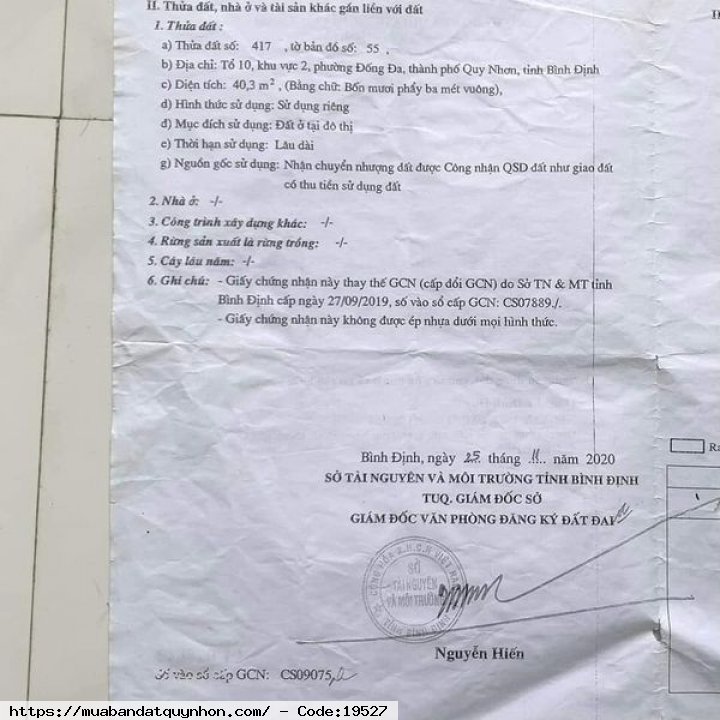 II. Thửa đất, nhà ở và tài sản khác gắn liền với đất
1. Thửa đất :
a) Thửa đất số: 417 , tờ bản đồ số: 55 .
b) Địa chỉ: Tổ 10, khu vực 2, phường Đống Đa, thành phố Quy Nhơn, tỉnh Bình Định
c) Diện tích: 40,3 m² , (Bằng chữ: Bốn mươi phẩy ba mét vuông),
d) Hình thức sử dụng: Sử dụng riêng
đ) Mục đích sử dụng: Đất ở tại đô thị
e) Thời hạn sử dụng: Lâu dài
g) Nguồn gốc sử dụng: Nhận chuyển nhượng đất được Công nhận QSD đất như giao đất
có thu tiền sử dụng đất
2. Nhà ở: -/-
3. Công trình xây dựng khác: -/-
4. Rừng sản xuất là rừng trồng: -/-
5. Cây lâu năm: -/-
6. Ghi chú: - Giấy chứng nhận này thay thế GCN (cấp đổi GCN) do Sở TN & MT tỉnh
Bình Định cấp ngày 27/09/2019, số vào sổ cấp GCN: CS07889./.
- Giấy chứng nhận này không được ép nhựa dưới mọi hình thức.
Bình Định, ngày 25 tháng 11 năm 2020
SỞ TÀI NGUYÊN VÀ MÔI TRƯỜNG TỈNH BÌNH ĐỊNH
TUQ. GIÁM ĐỐC SỞ
GIÁM ĐỐC VĂN PHÒNG ĐĂNG KÝ ĐẤT ĐAI
SỞ
TÀI NGUYÊN
VÀ MÔI TRƯỜNG
TỈNH BÌNH ĐỊNH
Nguyễn Hiến
Số vào sổ cấp GCN: CS09075
https://muabandatquynhon.com/ - Code:19527